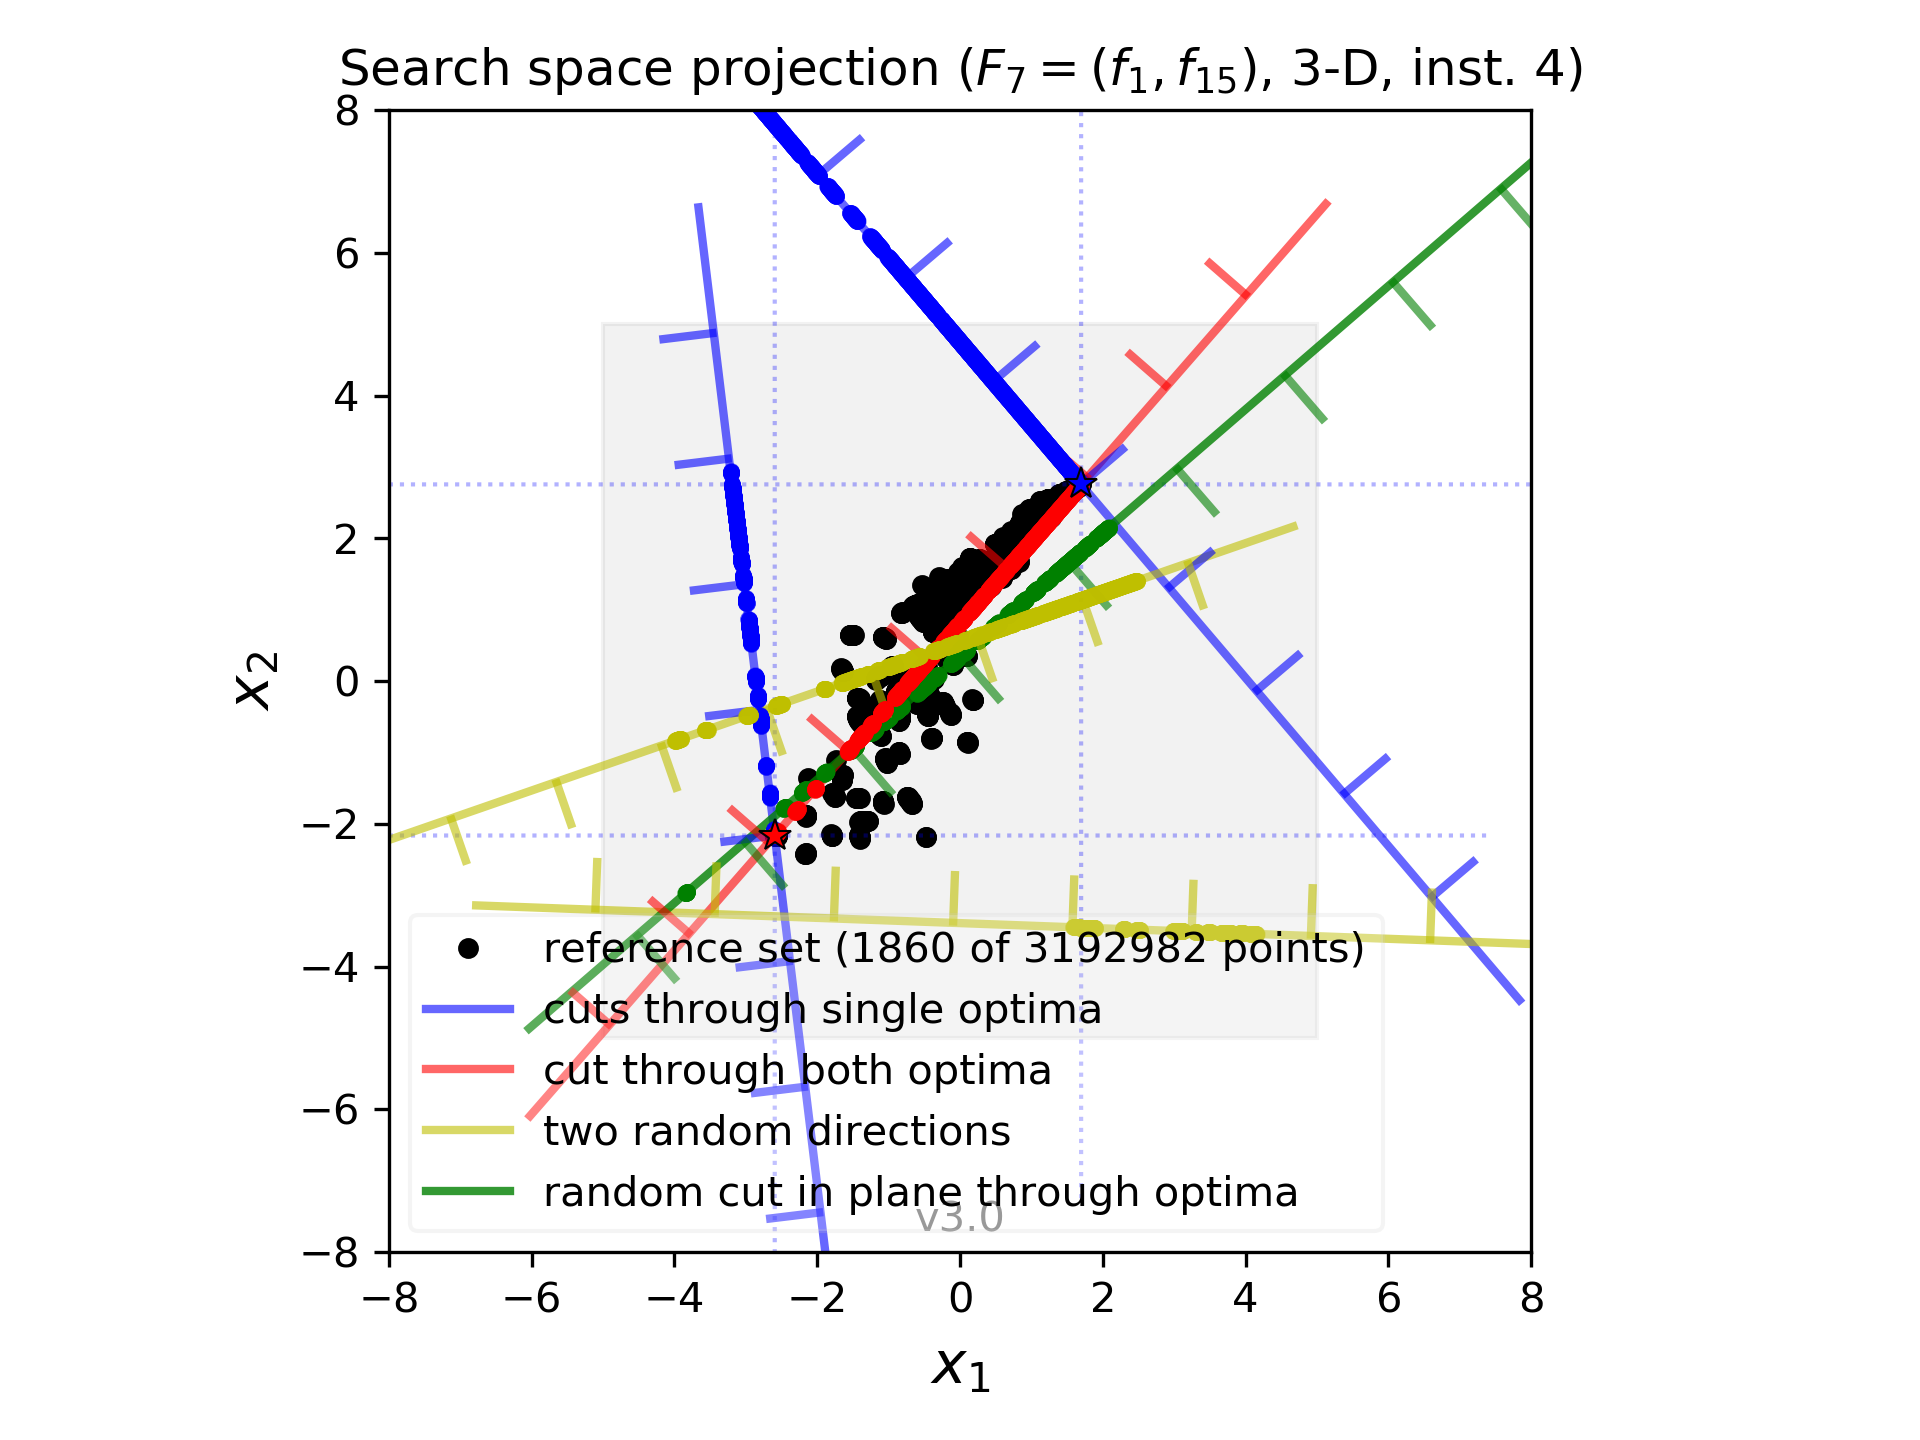 Search space projection (F₇ = (f₁, f₁₅), 3-D, inst. 4)
8
6
4
2
0
−2
−4
−6
−8
x₂
reference set (1860 of 3192982 points)
cuts through single optima
cut through both optima
two random directions
random cut in plane through optima
v3.0
−8 −6 −4 −2 0 2 4 6 8
x₁